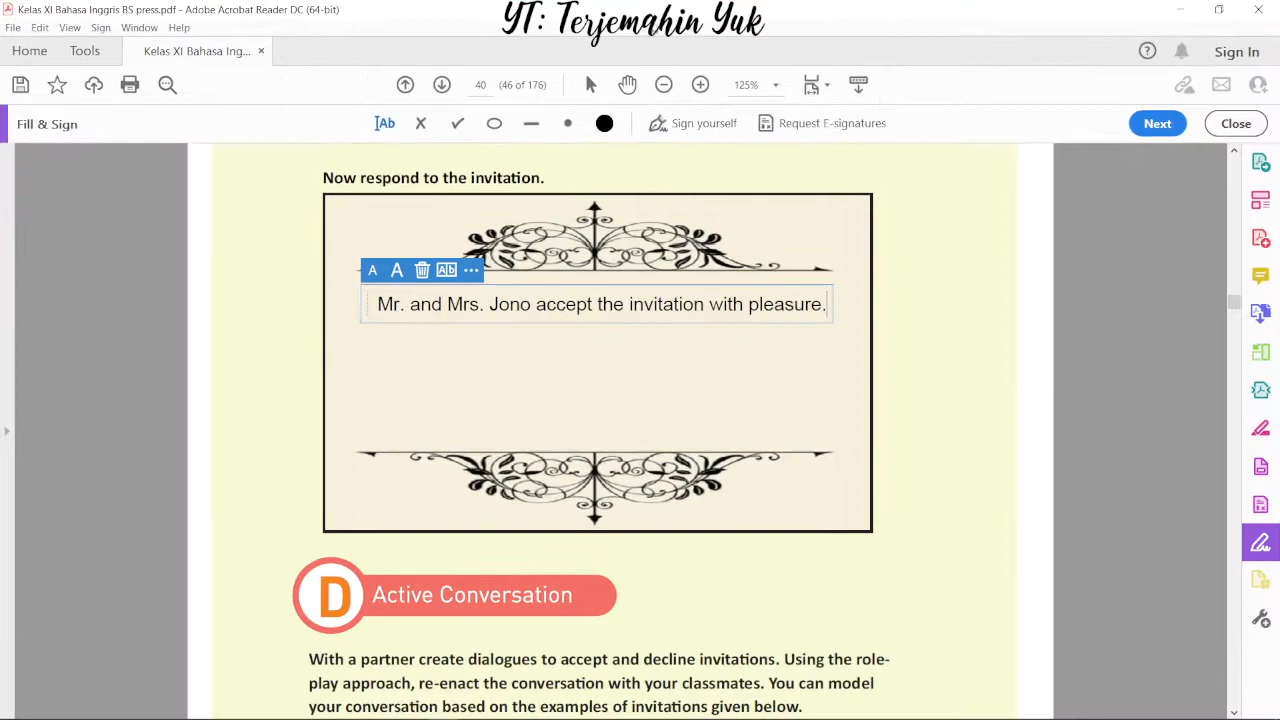 Kelas XI Bahasa Inggris BS press.pdf - Adobe Acrobat Reader DC (64-bit)
YT: Terjemahin Yuk
File Edit View Sign Window Help
Home Tools Kelas XI Bahasa Ing... × Sign In
40 (46 of 176) 125%
Fill & Sign Ab Sign yourself Request E-signatures Next Close
Now respond to the invitation.
A A Ab ...
Mr. and Mrs. Jono accept the invitation with pleasure.
D Active Conversation
With a partner create dialogues to accept and decline invitations. Using the role-
play approach, re-enact the conversation with your classmates. You can model
your conversation based on the examples of invitations given below.